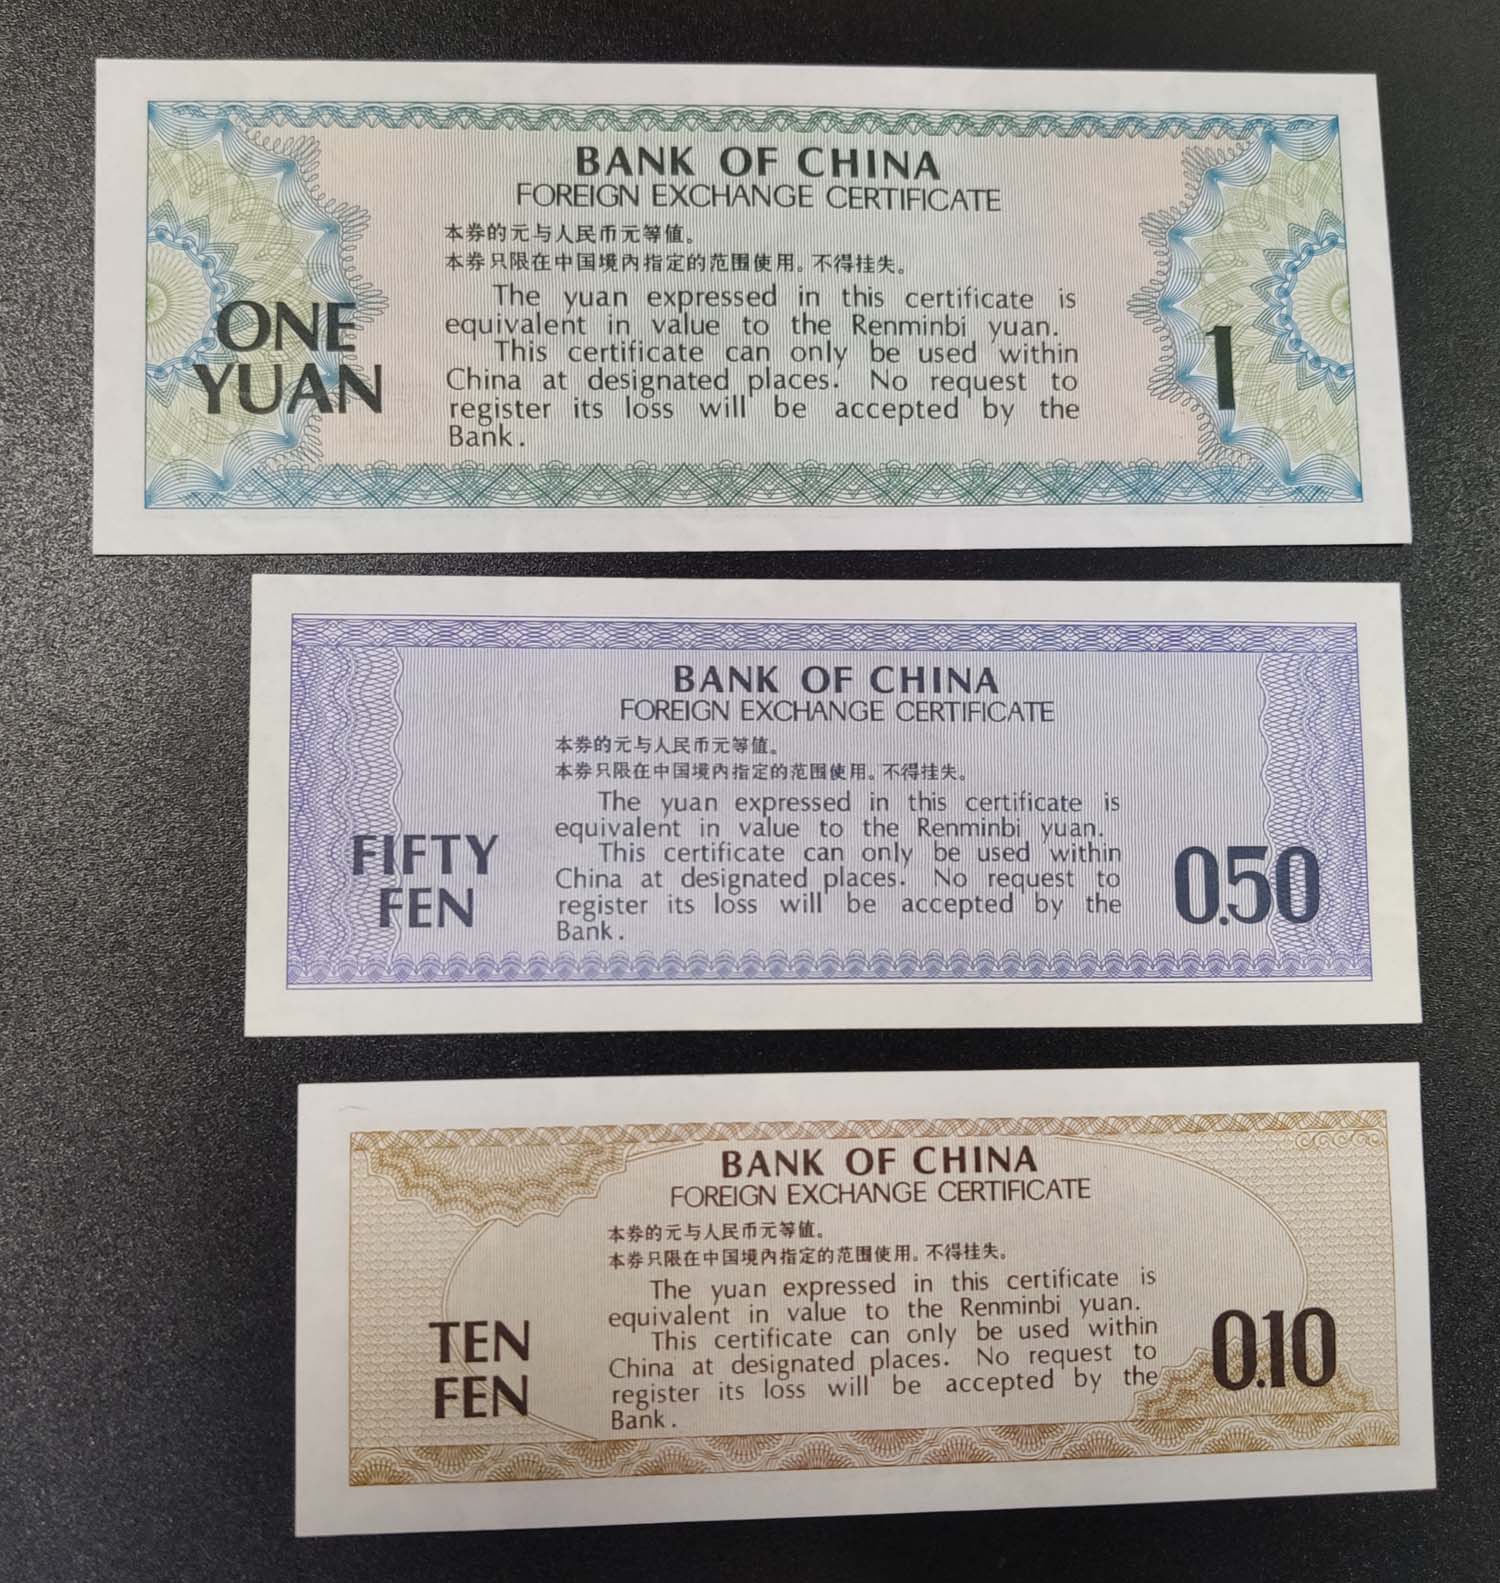 BANK OF CHINA
FOREIGN EXCHANGE CERTIFICATE
本券的元与人民币元等值。
本券只限在中国境内指定的范围使用。不得挂失。
The yuan expressed in this certificate is
equivalent in value to the Renminbi yuan.
This certificate can only be used within
China at designated places. No request to
register its loss will be accepted by the
Bank.
ONE
YUAN
1
BANK OF CHINA
FOREIGN EXCHANGE CERTIFICATE
本券的元与人民币元等值。
本券只限在中国境内指定的范围使用。不得挂失。
The yuan expressed in this certificate is
equivalent in value to the Renminbi yuan.
This certificate can only be used within
China at designated places. No request to
register its loss will be accepted by the
Bank.
FIFTY
FEN
0.50
BANK OF CHINA
FOREIGN EXCHANGE CERTIFICATE
本券的元与人民币元等值。
本券只限在中国境内指定的范围使用。不得挂失。
The yuan expressed in this certificate is
equivalent in value to the Renminbi yuan.
This certificate can only be used within
China at designated places. No request to
register its loss will be accepted by the
Bank.
TEN
FEN
0.10